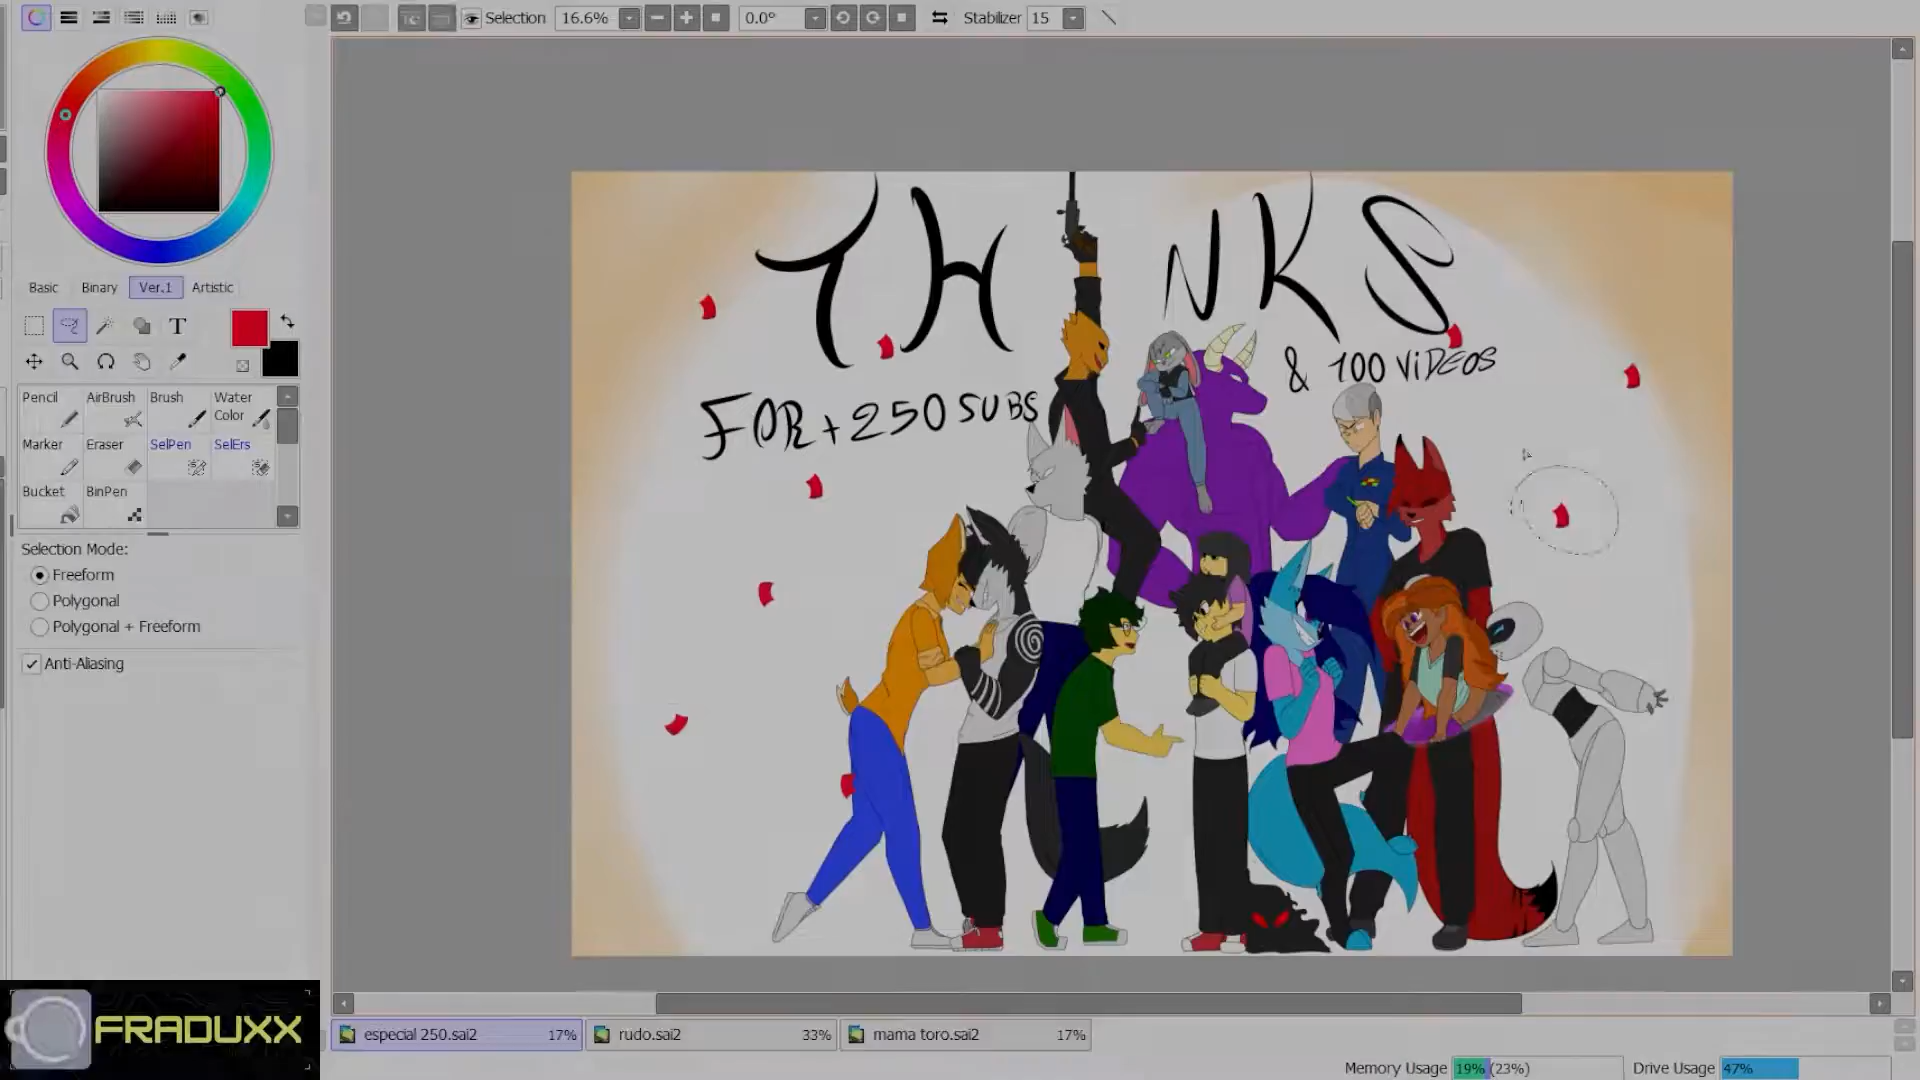 Selection 16.6% 0.0° Stabilizer 15
Basic Binary Ver.1 Artistic
T
Pencil AirBrush Brush Water Color
Marker Eraser SelPen SelErs
Bucket BinPen
Selection Mode:
Freeform
Polygonal
Polygonal + Freeform
Anti-Aliasing
TH NKS
FOR +250 SUBS
& 100 ViDEOS
FRADUXX
especial 250.sai2 17% rudo.sai2 33% mama toro.sai2 17%
Memory Usage 19% (23%) Drive Usage 47%